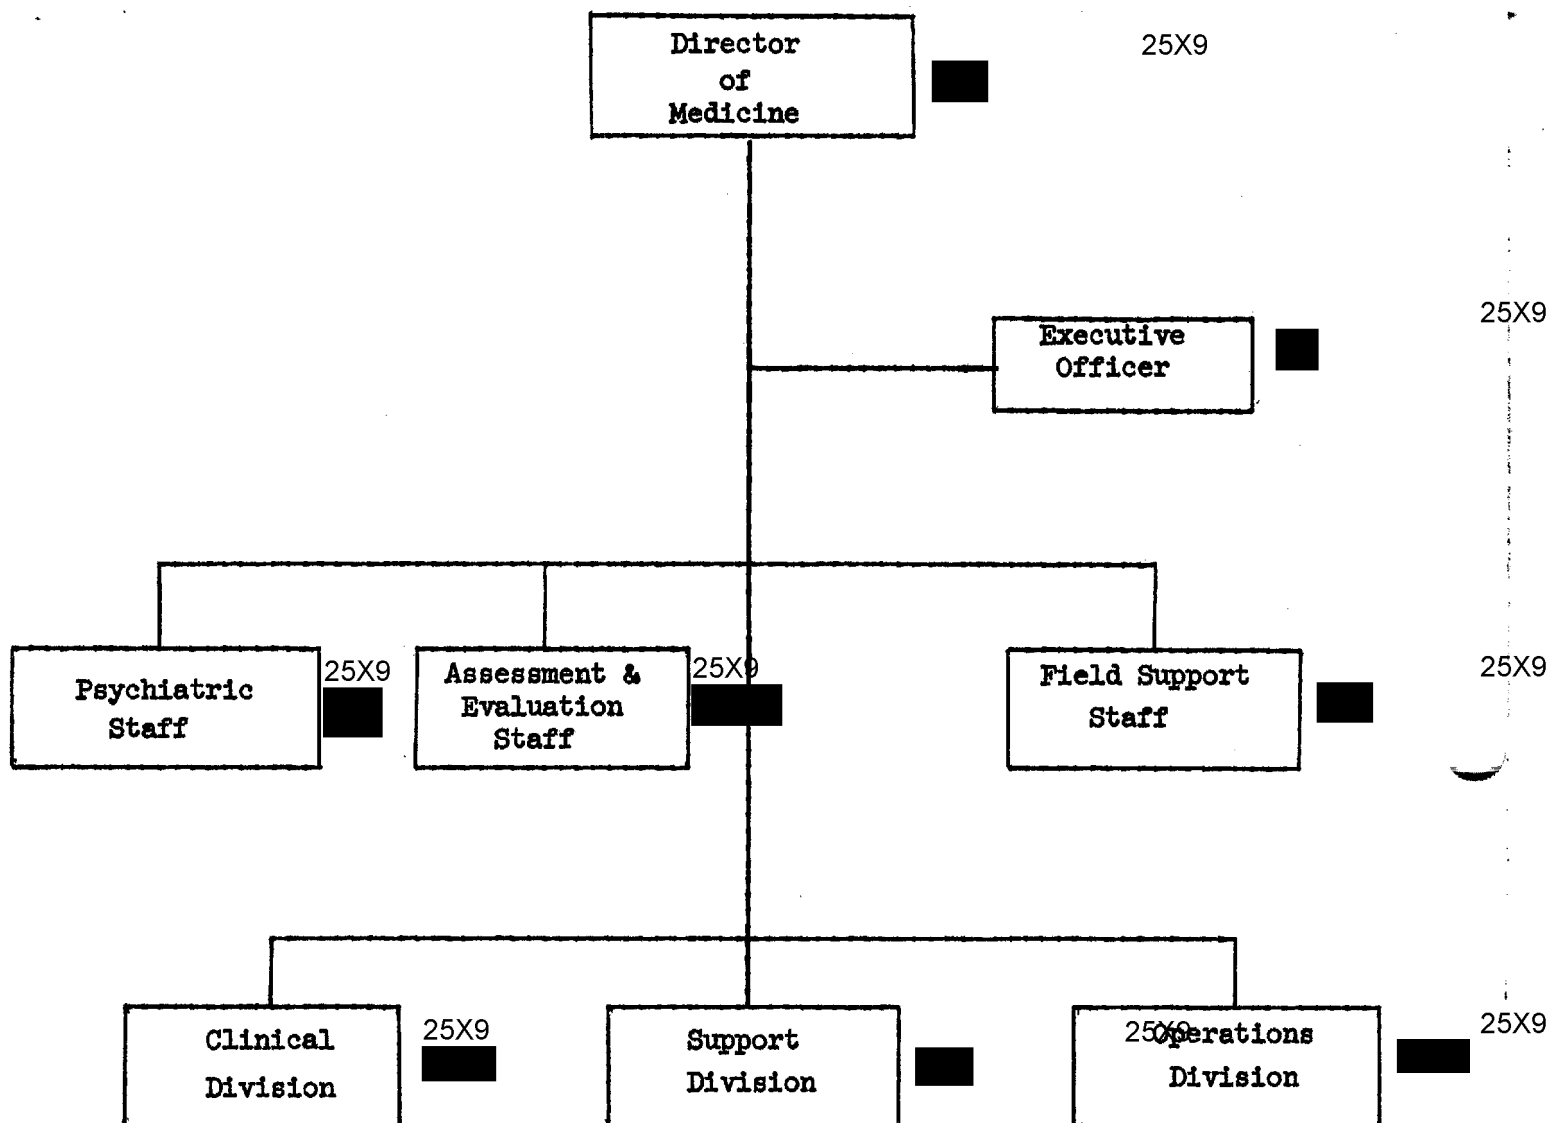 Director
of
Medicine
25X9
Executive
Officer
25X9
Psychiatric
Staff
25X9
Assessment &
Evaluation
Staff
25X9
Field Support
Staff
25X9
Clinical
Division
25X9
Support
Division
25X9
Operations
Division
25X9